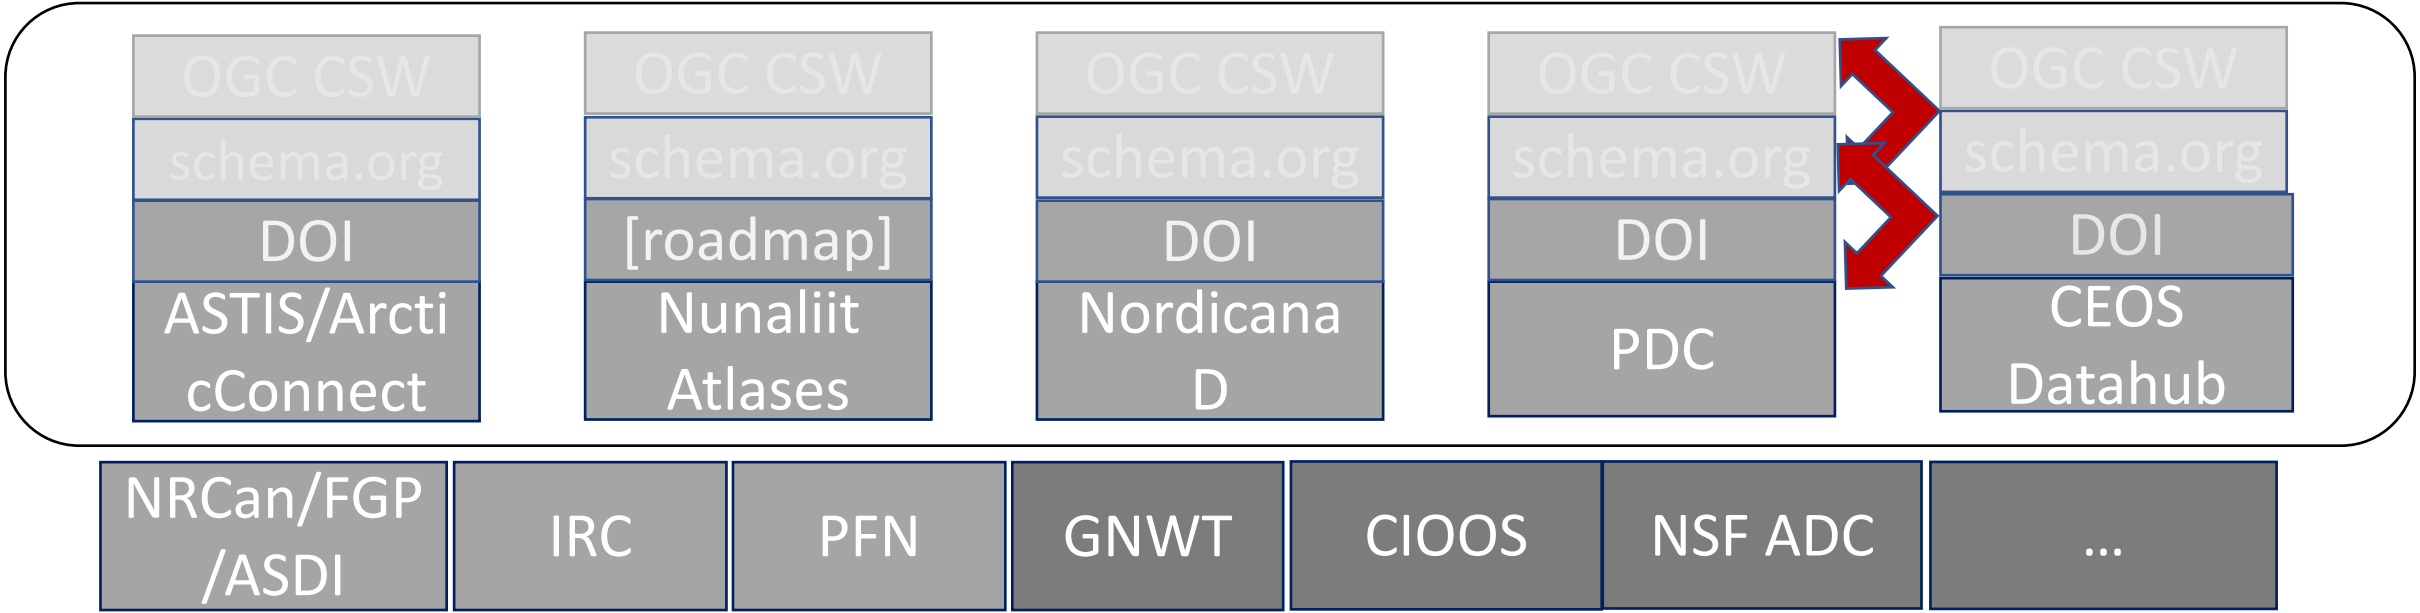 OGC CSW
schema.org
DOI
ASTIS/Arcti
cConnect
OGC CSW
schema.org
[roadmap]
Nunaliit
Atlases
OGC CSW
schema.org
DOI
Nordicana
D
OGC CSW
schema.org
DOI
PDC
OGC CSW
schema.org
DOI
CEOS
Datahub
NRCan/FGP
/ASDI
IRC
PFN
GNWT
CIOOS
NSF ADC
...